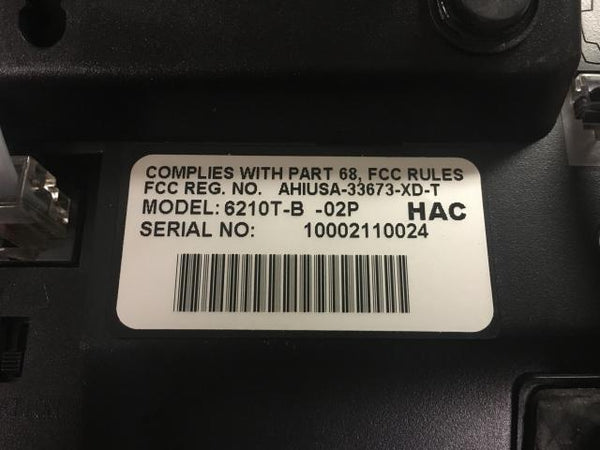 COMPLIES WITH PART 68, FCC RULES
FCC REG. NO. AHIUSA-33673-XD-T
MODEL: 6210T-B -02P HAC
SERIAL NO: 10002110024